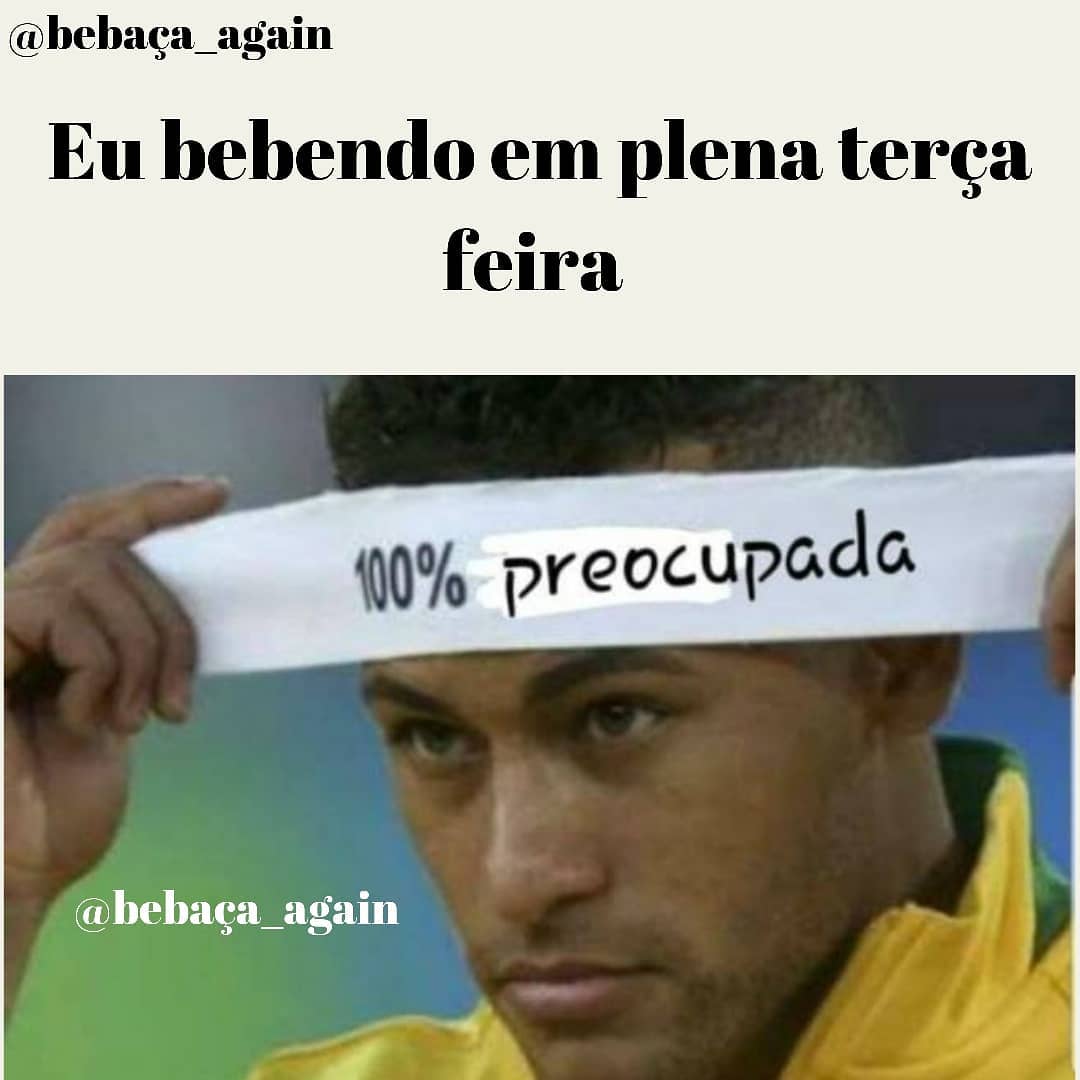 @bebaça_again
Eu bebendo em plena terça
feira
100% preocupada
@bebaça_again